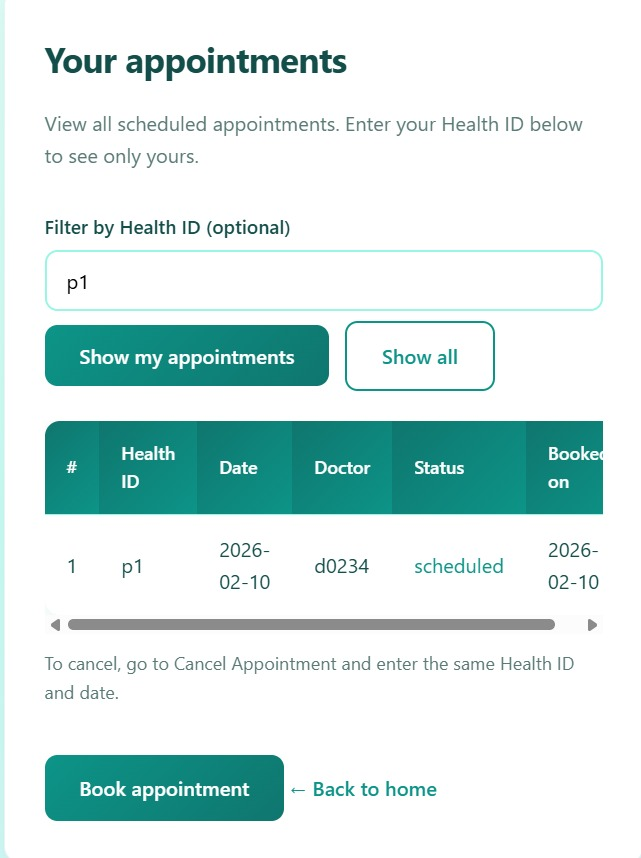 Your appointments
View all scheduled appointments. Enter your Health ID below
to see only yours.
Filter by Health ID (optional)
p1
Show my appointments
Show all
#
Health
ID
Date
Doctor
Status
Booked
on
1
p1
2026-
02-10
d0234
scheduled
2026-
02-10
To cancel, go to Cancel Appointment and enter the same Health ID
and date.
Book appointment
← Back to home